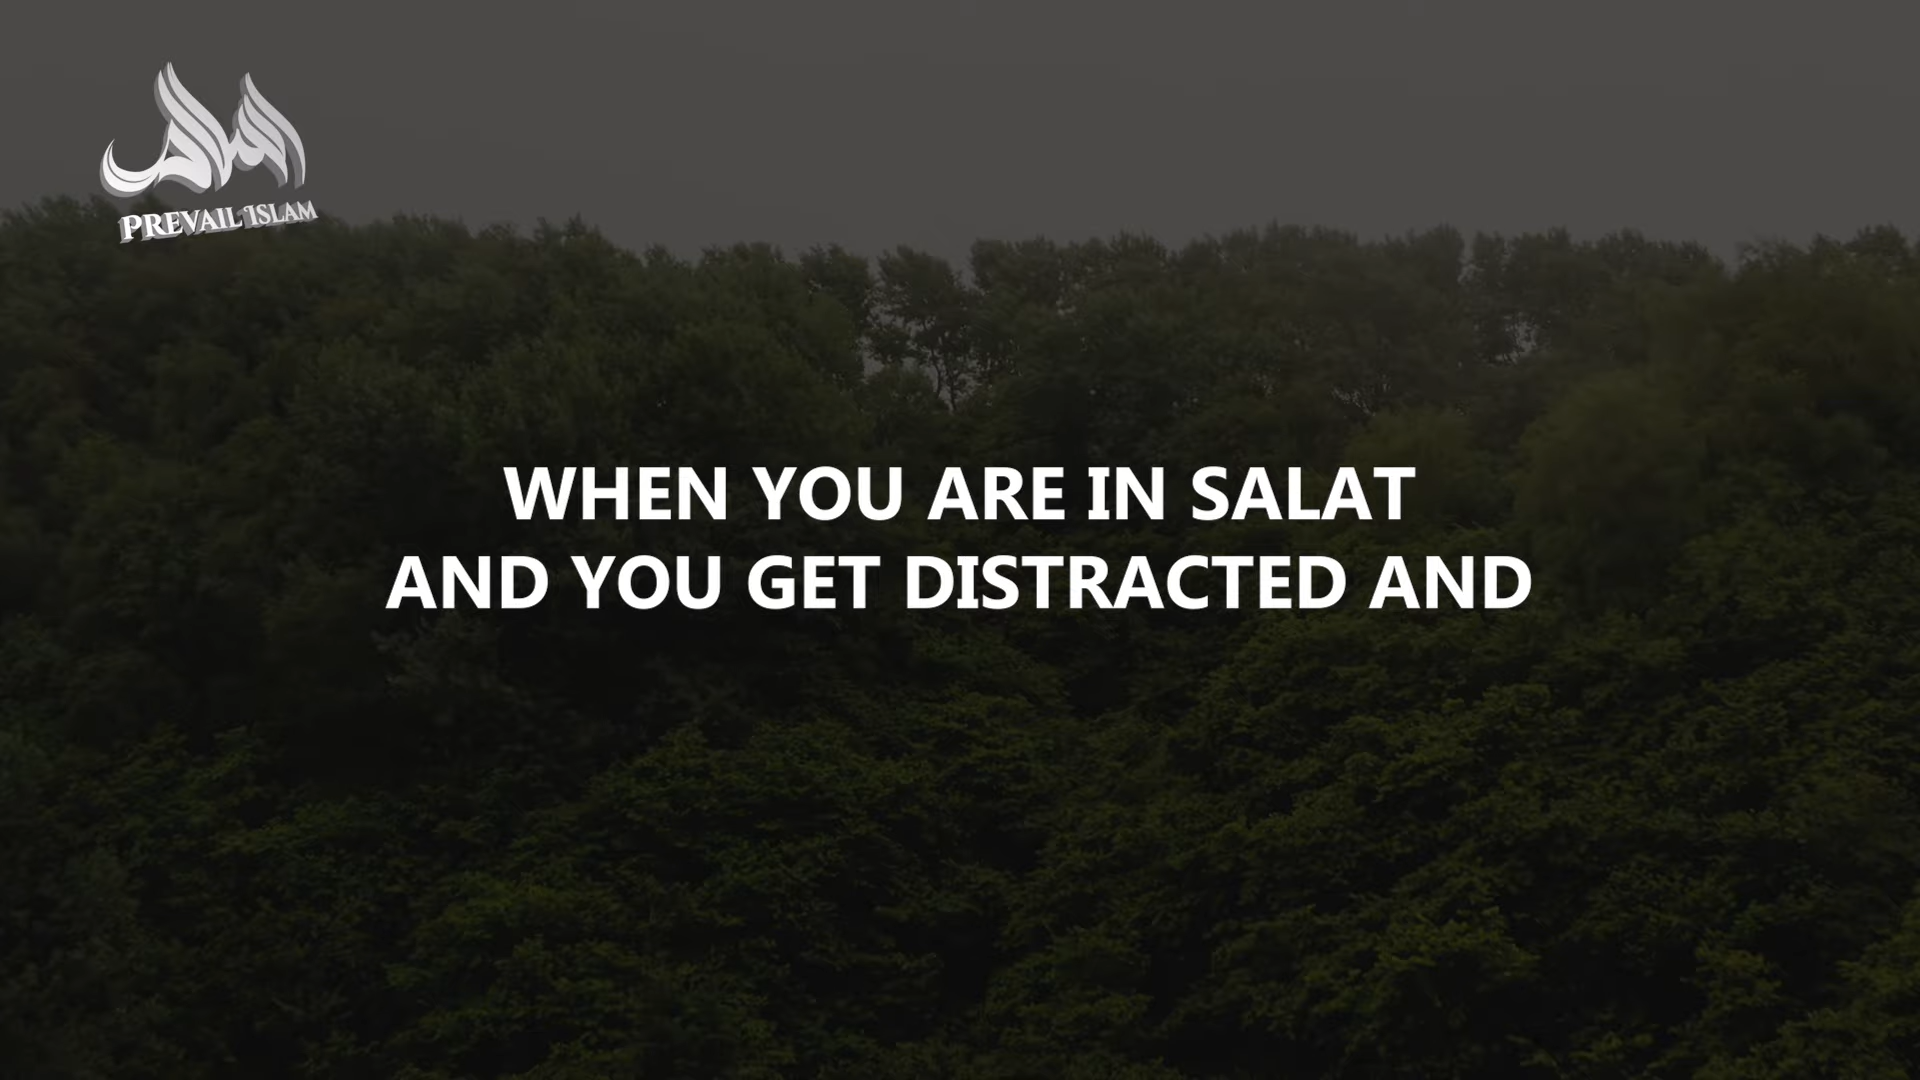 PREVAIL ISLAM
WHEN YOU ARE IN SALAT
AND YOU GET DISTRACTED AND